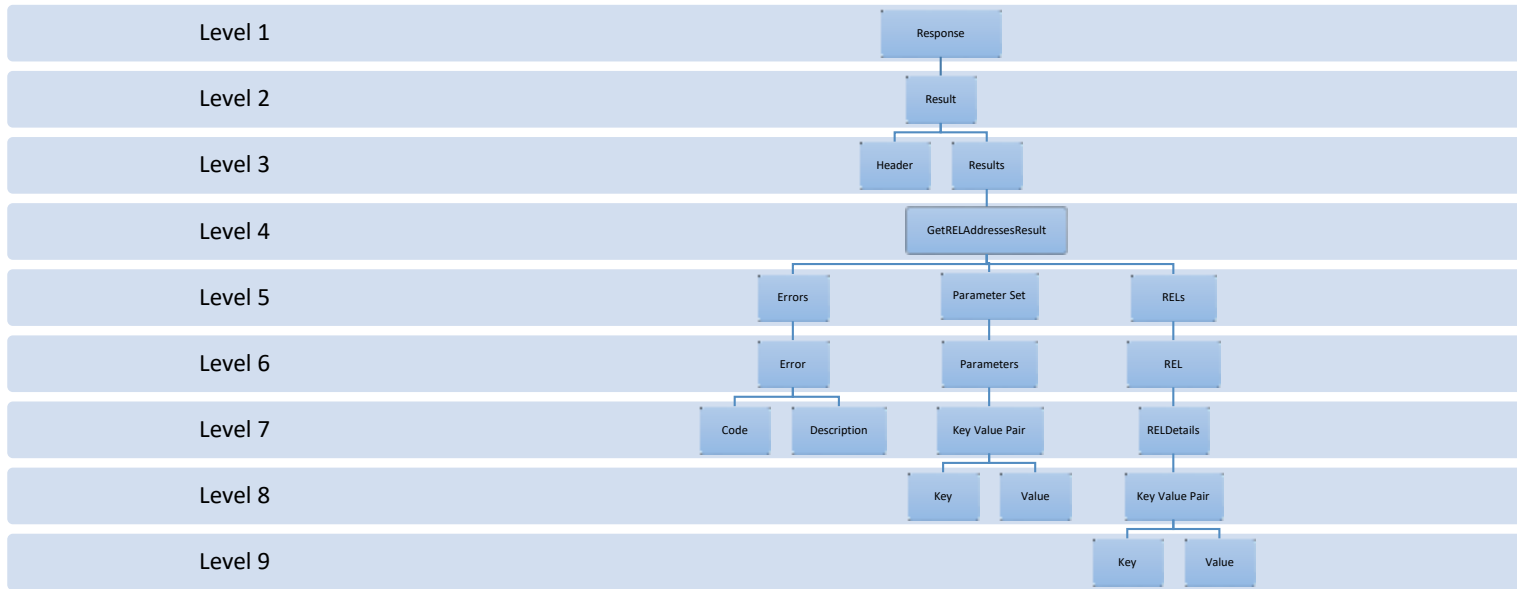 Level 1
Response
Level 2
Result
Level 3
Header
Results
Level 4
GetRELAddressesResult
Level 5
Errors
Parameter Set
RELs
Level 6
Error
Parameters
REL
Level 7
Code
Description
Key Value Pair
RELDetails
Level 8
Key
Value
Key Value Pair
Level 9
Key
Value